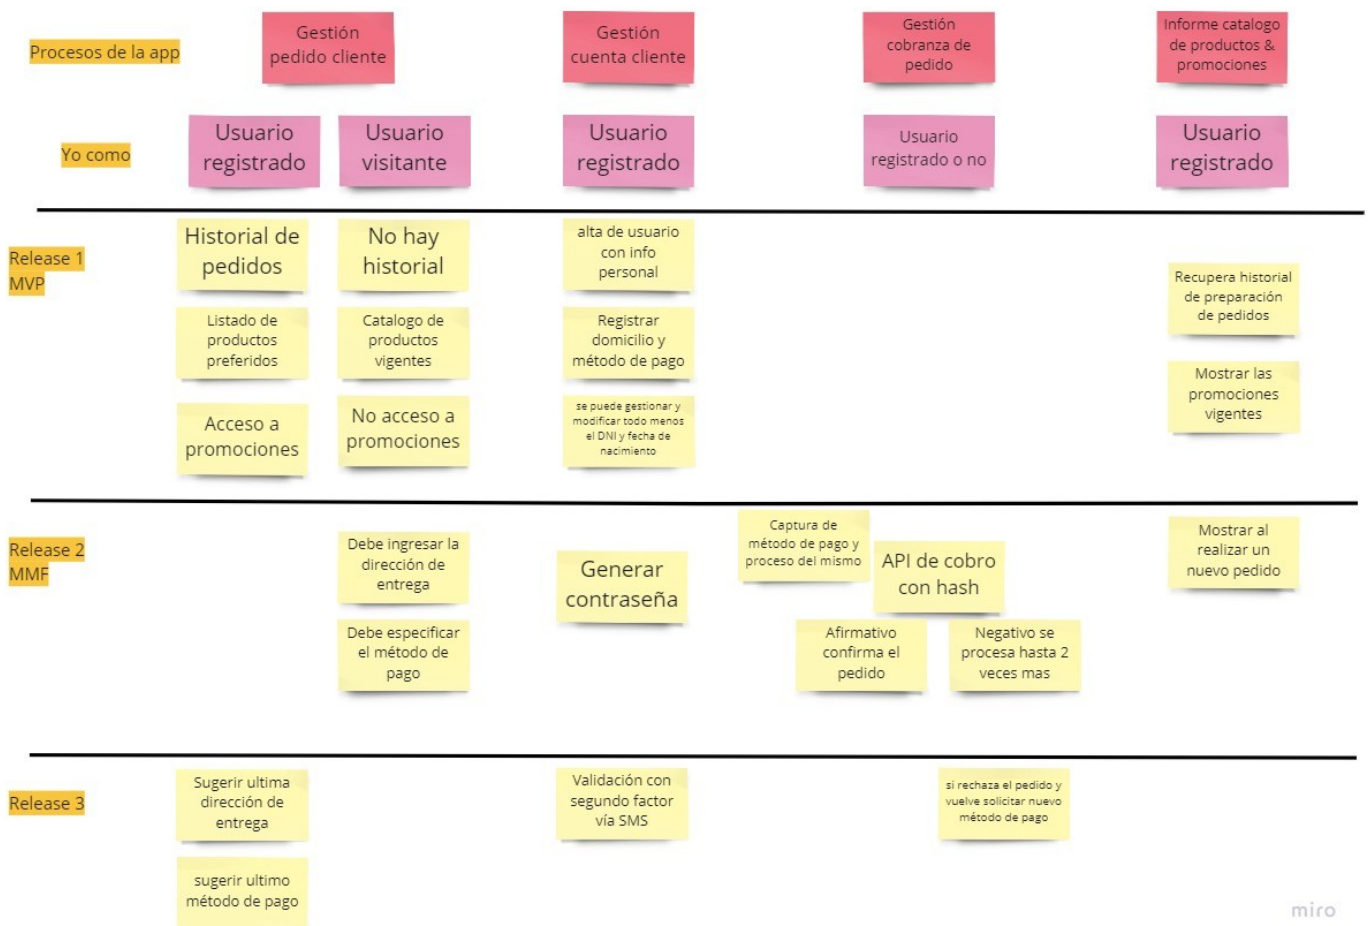 Procesos de la app
Gestión
pedido cliente
Gestión
cuenta cliente
Gestión
cobranza de
pedido
Informe catalogo
de productos &
promociones
Yo como
Usuario
registrado
Usuario
visitante
Usuario
registrado
Usuario
registrado o no
Usuario
registrado
Release 1
MVP
Historial de
pedidos
No hay
historial
alta de usuario
con info
personal
Recupera historial
de preparación
de pedidos
Listado de
productos
preferidos
Catalogo de
productos
vigentes
Registrar
domicilio y
método de pago
Mostrar las
promociones
vigentes
Acceso a
promociones
No acceso a
promociones
se puede gestionar y
modificar todo menos
el DNI y fecha de
nacimiento
Release 2
MMF
Debe ingresar la
dirección de
entrega
Generar
contraseña
Captura de
método de pago y
proceso del mismo
API de cobro
con hash
Mostrar al
realizar un
nuevo pedido
Debe especificar
el método de
pago
Afirmativo
confirma el
pedido
Negativo se
procesa hasta 2
veces mas
Release 3
Sugerir ultima
dirección de
entrega
Validación con
segundo factor
vía SMS
si rechaza el pedido y
vuelve solicitar nuevo
método de pago
sugerir ultimo
método de pago
miro